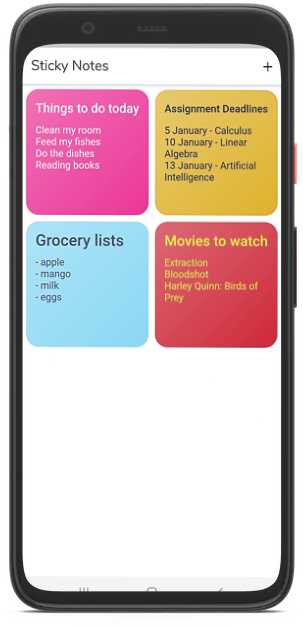 Sticky Notes +
Things to do today
Clean my room
Feed my fishes
Do the dishes
Reading books
Assignment Deadlines
5 January - Calculus
10 January - Linear
Algebra
13 January - Artificial
Intelligence
Grocery lists
- apple
- mango
- milk
- eggs
Movies to watch
Extraction
Bloodshot
Harley Quinn: Birds of
Prey